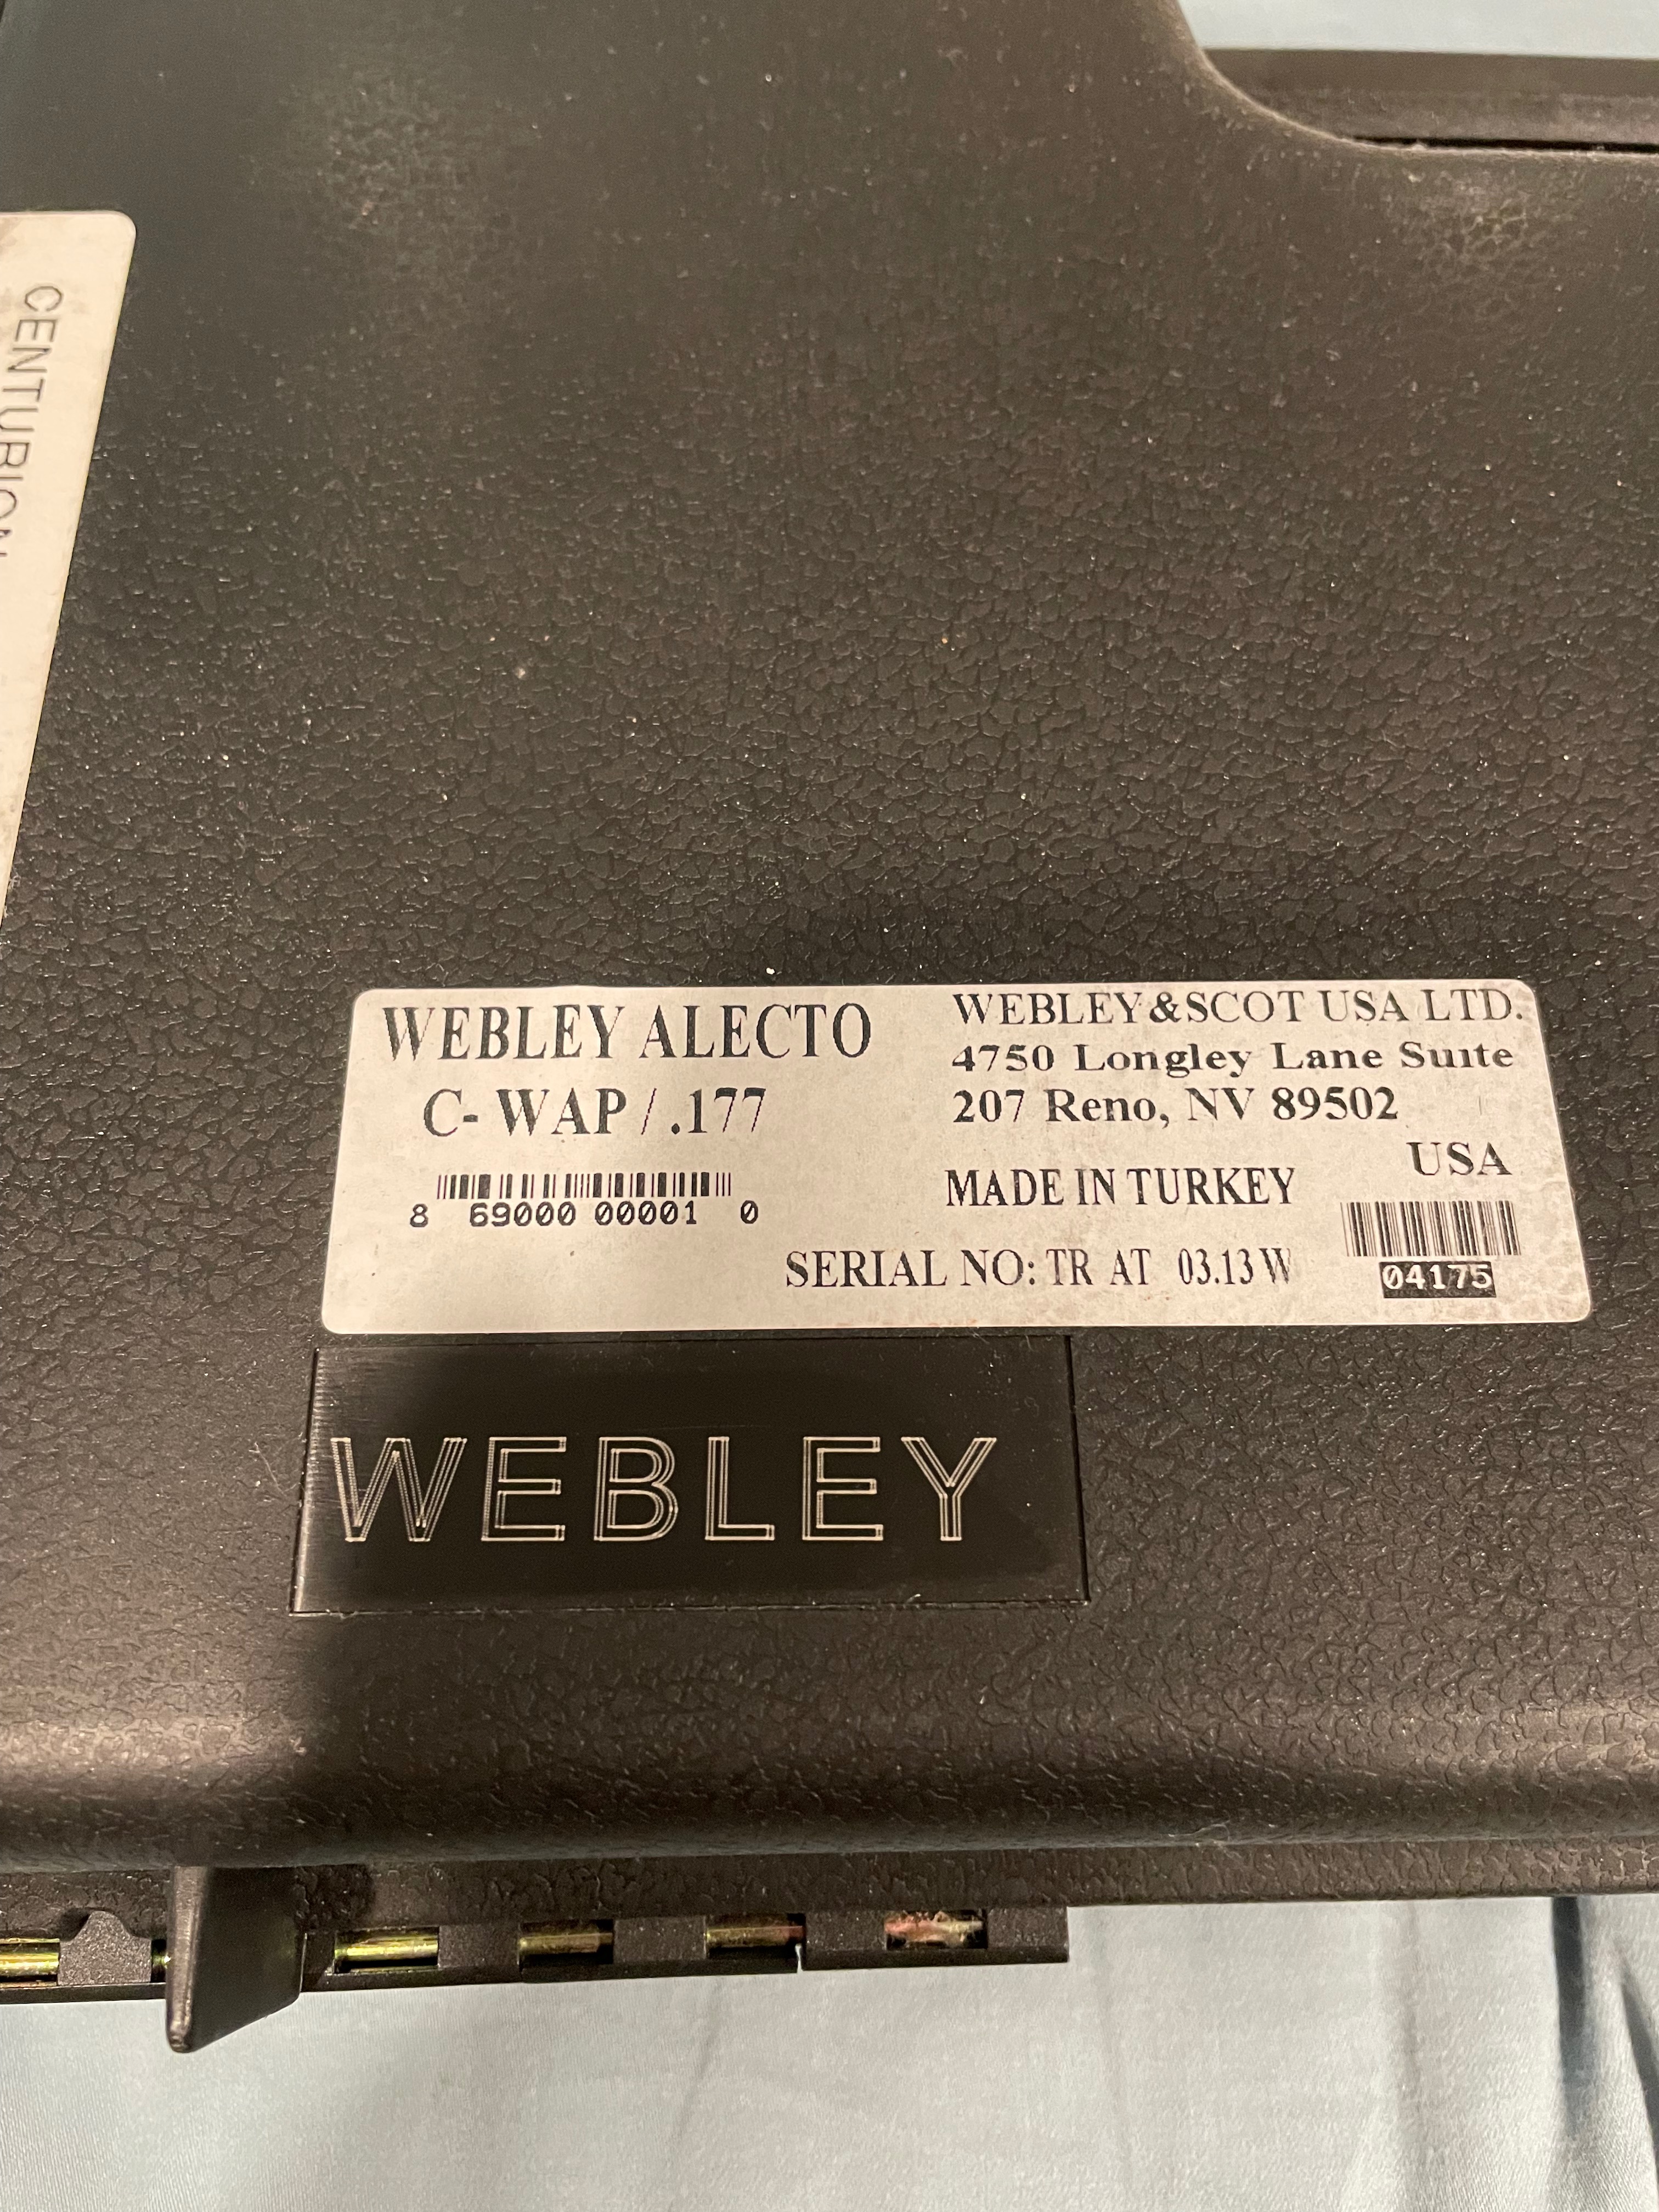 CENTURION
WEBLEY ALECTO
C-WAP / .177
8 69000 00001 0
WEBLEY&SCOT USA LTD.
4750 Longley Lane Suite
207 Reno, NV 89502
USA
MADE IN TURKEY
SERIAL NO: TR AT 03.13 W
04175
WEBLEY